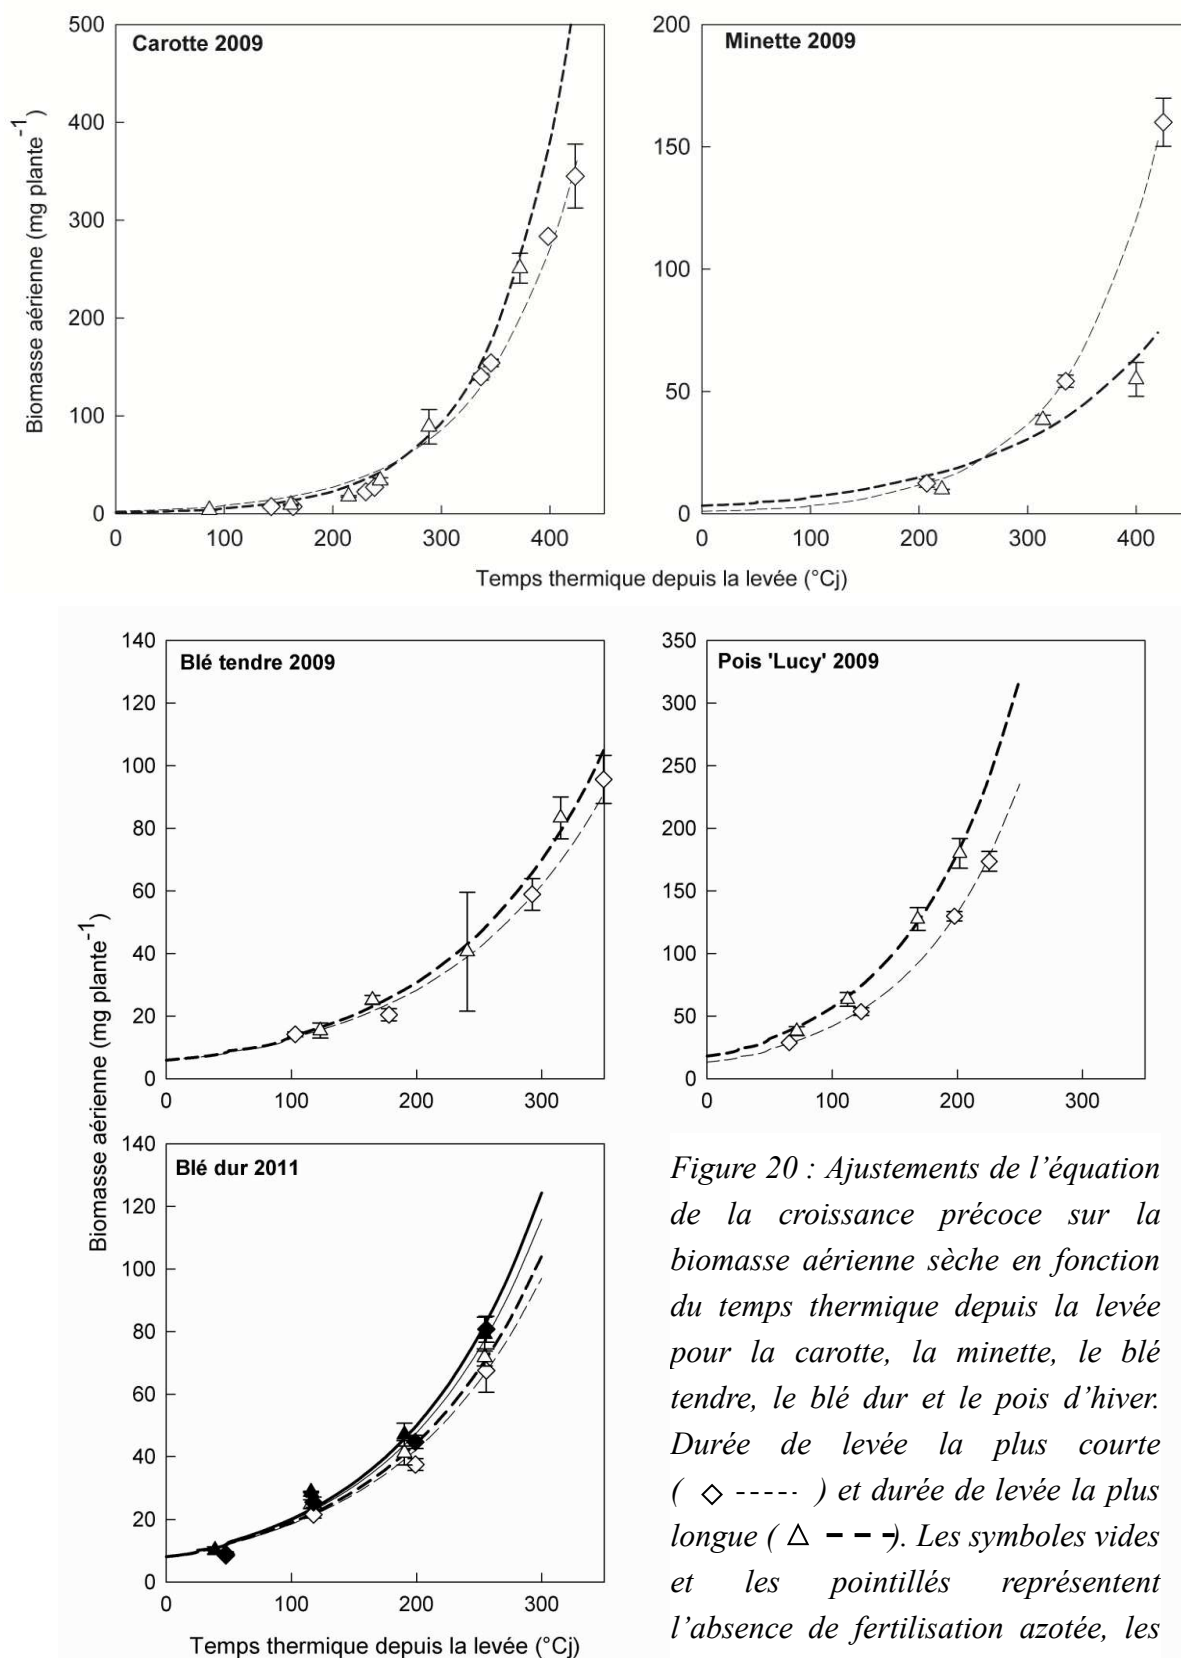 Carotte 2009
Minette 2009
Biomasse aérienne (mg plante-1)
500
400
300
200
100
0
0 100 200 300 400
200
150
100
50
0
0 100 200 300 400
Temps thermique depuis la levée (°Cj)
Blé tendre 2009
Pois 'Lucy' 2009
Biomasse aérienne (mg plante-1)
140
120
100
80
60
40
20
0
0 100 200 300
350
300
250
200
150
100
50
0
0 100 200 300
Blé dur 2011
140
120
100
80
60
40
20
0
0 100 200 300
Temps thermique depuis la levée (°Cj)
Figure 20 : Ajustements de l’équation
de la croissance précoce sur la
biomasse aérienne sèche en fonction
du temps thermique depuis la levée
pour la carotte, la minette, le blé
tendre, le blé dur et le pois d’hiver.
Durée de levée la plus courte
( ◇ ----- ) et durée de levée la plus
longue ( △ – – – ). Les symboles vides
et les pointillés représentent
l’absence de fertilisation azotée, les